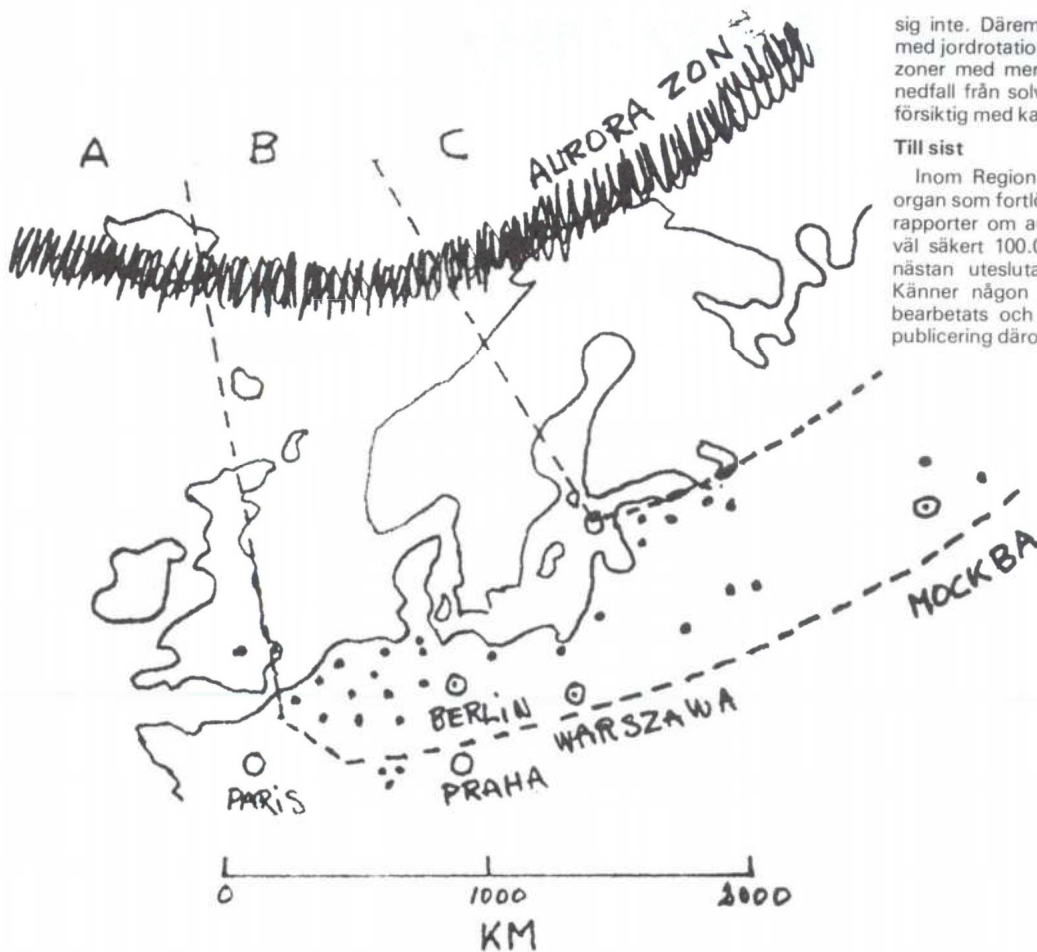 A B C
AURORA ZON
BERLIN
WARSZAWA
MOCKBA
PARIS
PRAHA
0 1000 2000
KM
sig inte. Därem
med jordrotatio
zoner med mer
nedfall från solv
försiktig med ka
Till sist
Inom Region
organ som fortlö
rapporter om a
väl säkert 100.0
nästan uteslut
Känner någon
bearbetats och
publicering däro